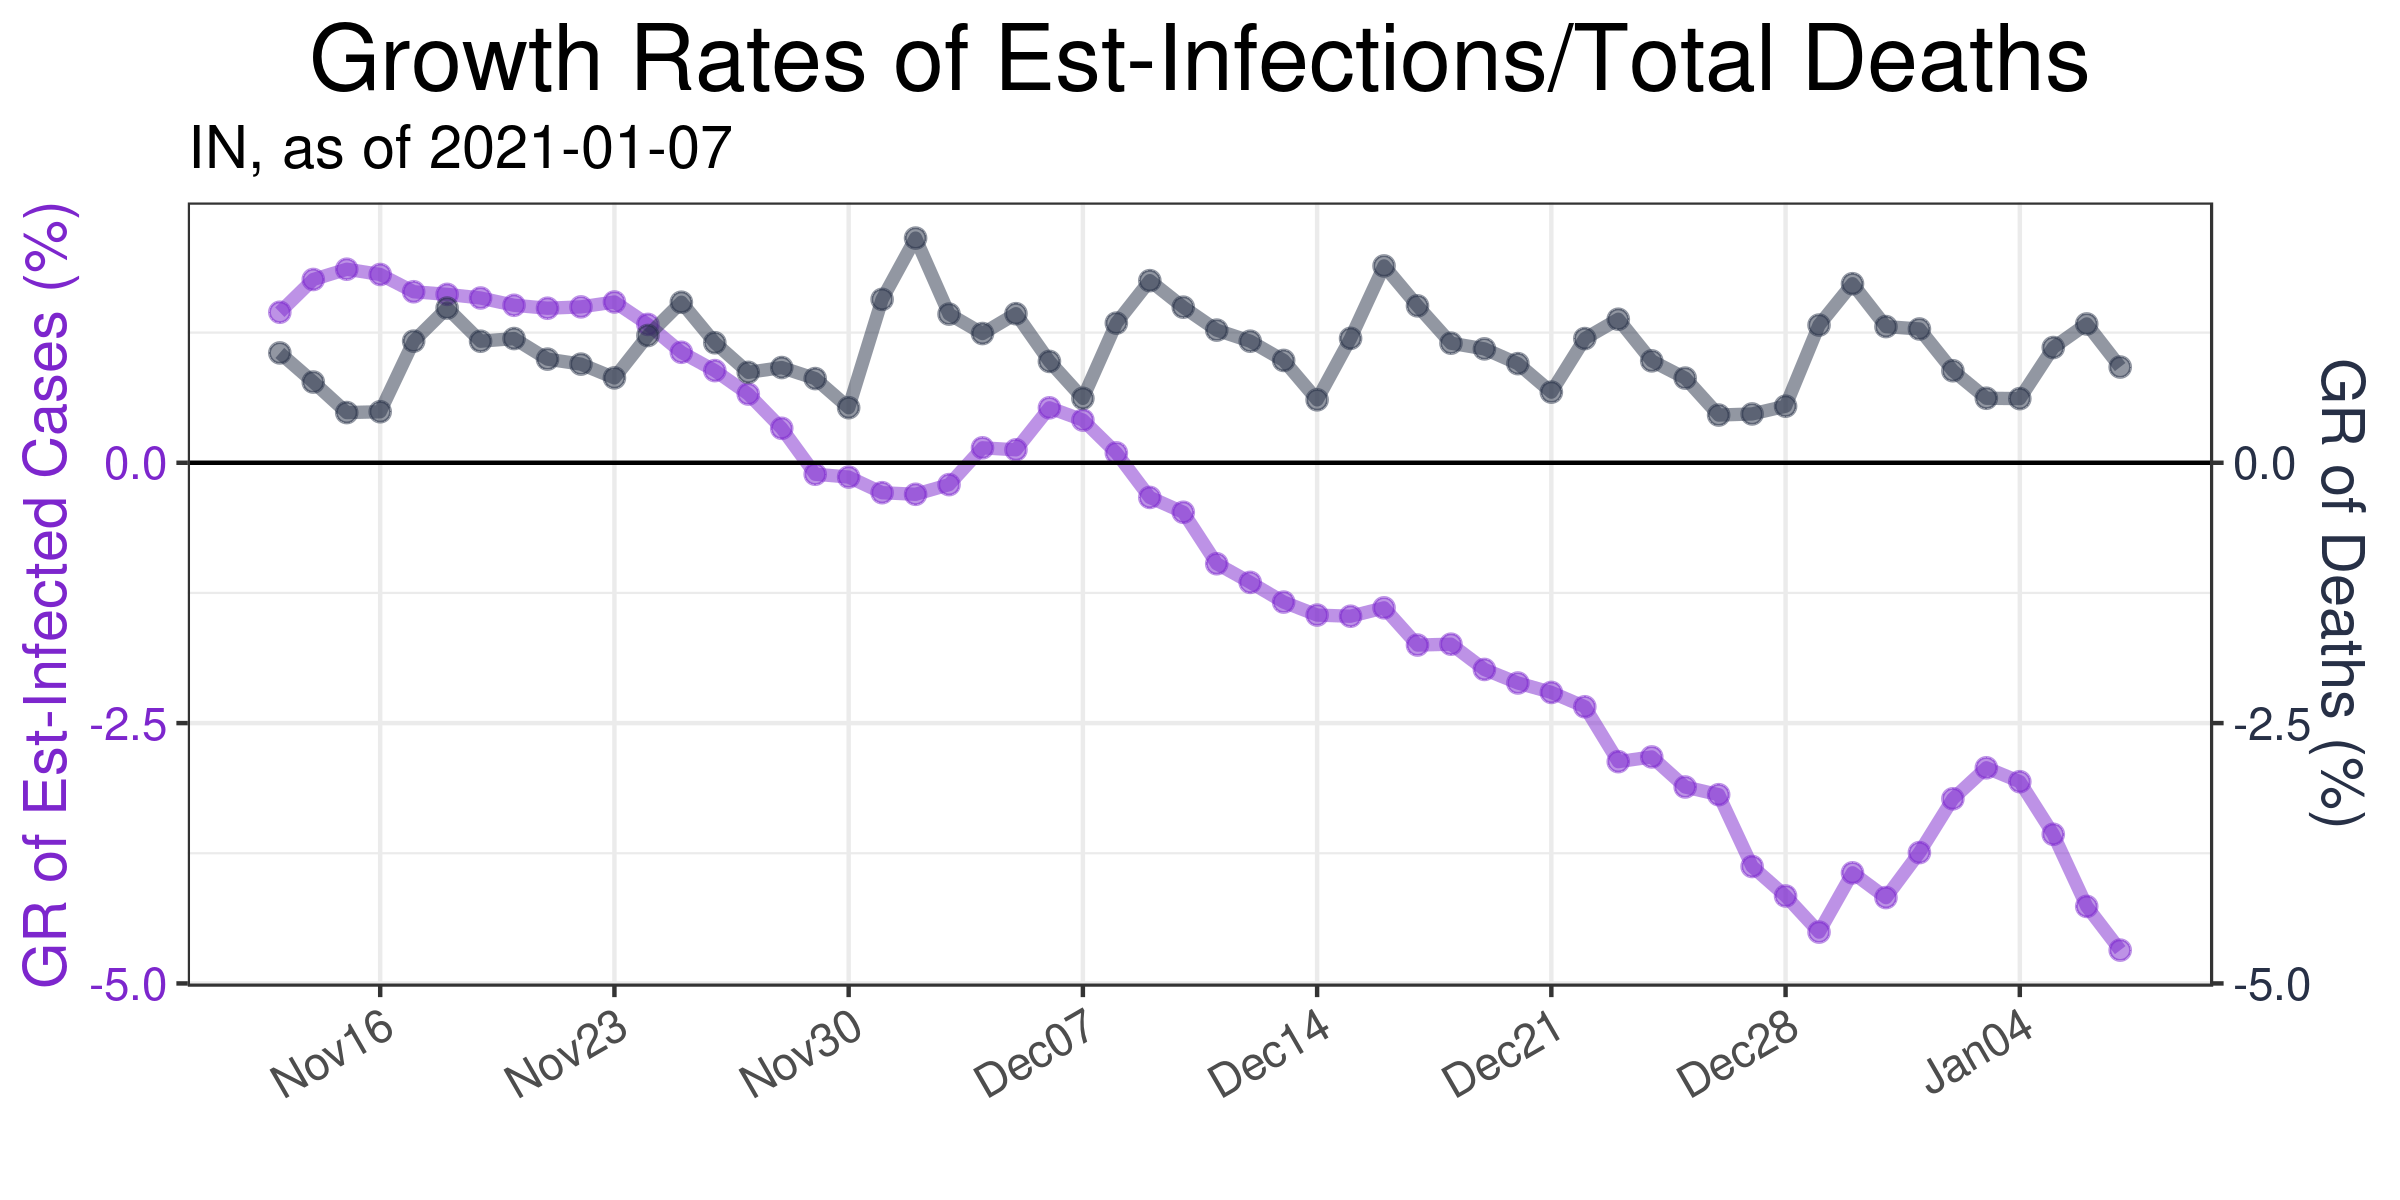 Growth Rates of Est-Infections/Total Deaths
IN, as of 2021-01-07
GR of Est-Infected Cases (%)
0.0
-2.5
-5.0
0.0
-2.5
-5.0
GR of Deaths (%)
Nov16
Nov23
Nov30
Dec07
Dec14
Dec21
Dec28
Jan04